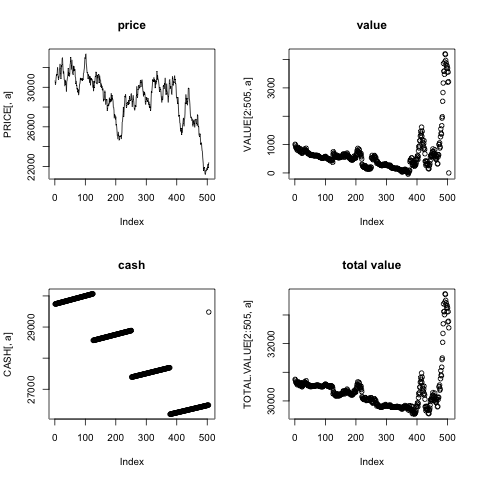 price
PRICE[, a]
22000 26000 30000
0 100 200 300 400 500
Index
value
VALUE[2:505, a]
0 1000 3000
0 100 200 300 400 500
Index
cash
CASH[, a]
27000 29000
0 100 200 300 400 500
Index
total value
TOTAL.VALUE[2:505, a]
30000 32000
0 100 200 300 400 500
Index